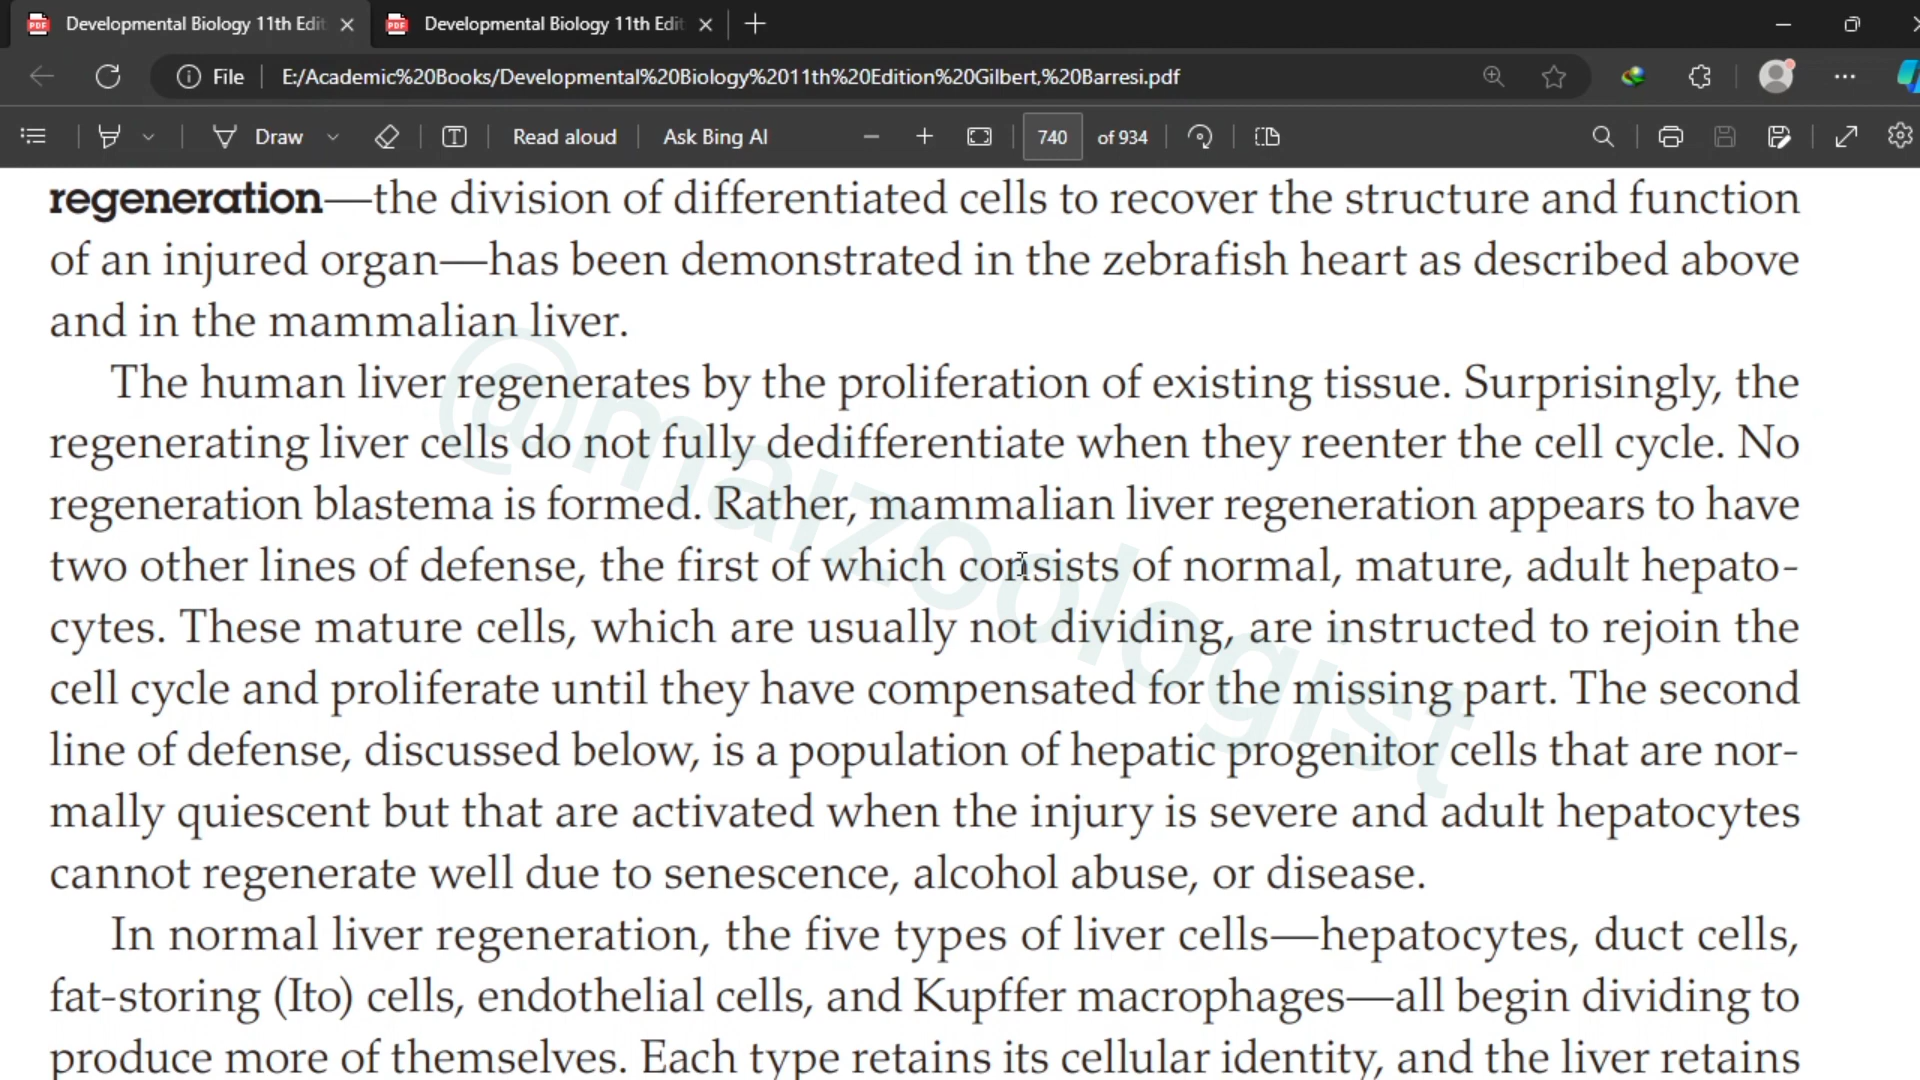 Developmental Biology 11th Edit
Developmental Biology 11th Edit
File
E:/Academic%20Books/Developmental%20Biology%2011th%20Edition%20Gilbert,%20Barresi.pdf
Draw
Read aloud
Ask Bing AI
740 of 934
regeneration—the division of differentiated cells to recover the structure and function
of an injured organ—has been demonstrated in the zebrafish heart as described above
and in the mammalian liver.
The human liver regenerates by the proliferation of existing tissue. Surprisingly, the
regenerating liver cells do not fully dedifferentiate when they reenter the cell cycle. No
regeneration blastema is formed. Rather, mammalian liver regeneration appears to have
two other lines of defense, the first of which consists of normal, mature, adult hepato-
cytes. These mature cells, which are usually not dividing, are instructed to rejoin the
cell cycle and proliferate until they have compensated for the missing part. The second
line of defense, discussed below, is a population of hepatic progenitor cells that are nor-
mally quiescent but that are activated when the injury is severe and adult hepatocytes
cannot regenerate well due to senescence, alcohol abuse, or disease.
In normal liver regeneration, the five types of liver cells—hepatocytes, duct cells,
fat-storing (Ito) cells, endothelial cells, and Kupffer macrophages—all begin dividing to
produce more of themselves. Each type retains its cellular identity, and the liver retains
@maizoologist